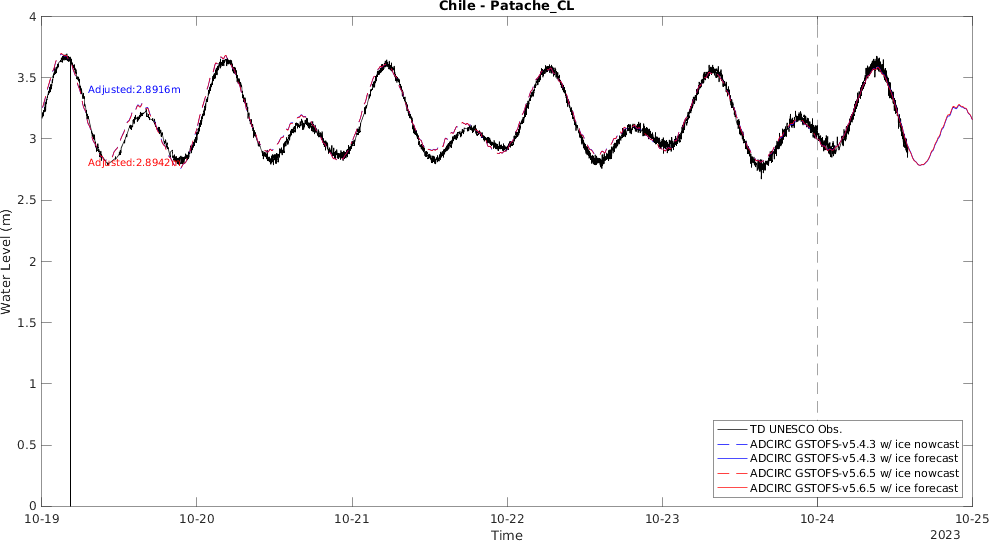 Chile - Patache_CL
4
3.5
3
2.5
2
1.5
1
0.5
0
Water Level (m)
Adjusted:2.8916m
Adjusted:2.8942m
TD UNESCO Obs.
ADCIRC GSTOFS-v5.4.3 w/ ice nowcast
ADCIRC GSTOFS-v5.4.3 w/ ice forecast
ADCIRC GSTOFS-v5.6.5 w/ ice nowcast
ADCIRC GSTOFS-v5.6.5 w/ ice forecast
10-19 10-20 10-21 10-22 10-23 10-24 10-25
Time
2023